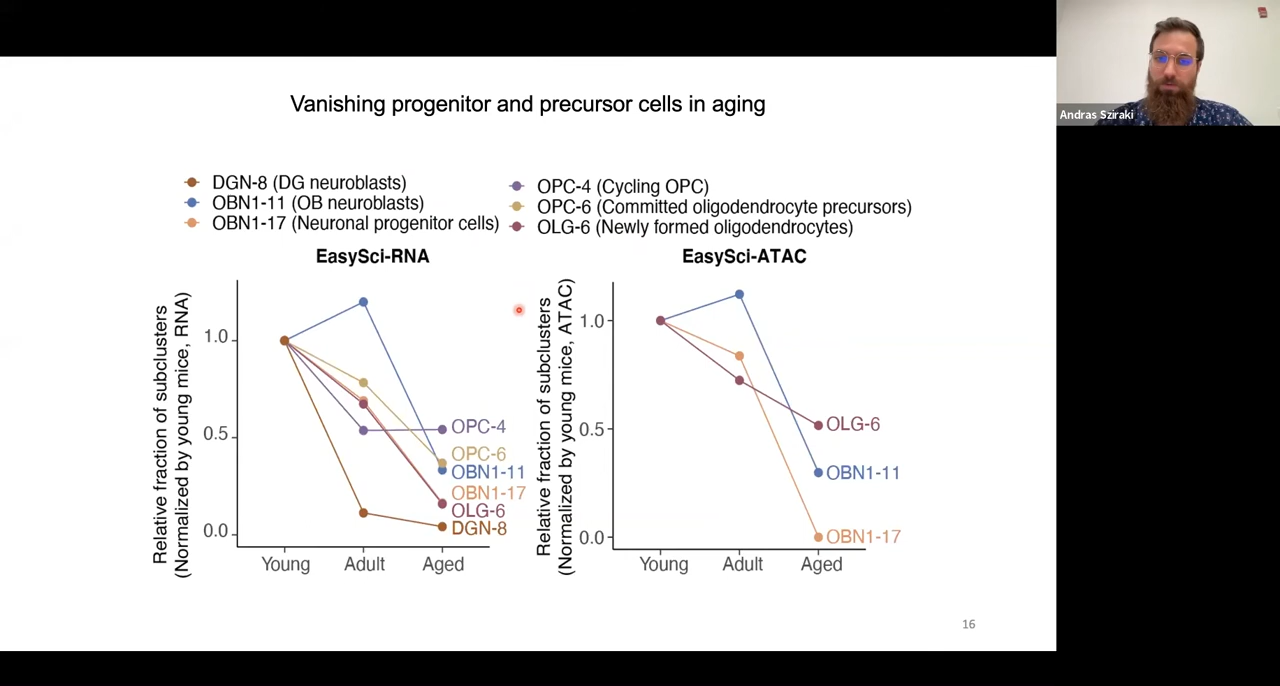 Vanishing progenitor and precursor cells in aging
Andras Sziraki
DGN-8 (DG neuroblasts)
OBN1-11 (OB neuroblasts)
OBN1-17 (Neuronal progenitor cells)
OPC-4 (Cycling OPC)
OPC-6 (Committed oligodendrocyte precursors)
OLG-6 (Newly formed oligodendrocytes)
EasySci-RNA
Relative fraction of subclusters
(Normalized by young mice, RNA)
1.0
0.5
0.0
OPC-4
OPC-6
OBN1-11
OBN1-17
OLG-6
DGN-8
Young Adult Aged
EasySci-ATAC
Relative fraction of subclusters
(Normalized by young mice, ATAC)
1.0
0.5
0.0
OLG-6
OBN1-11
OBN1-17
Young Adult Aged
16